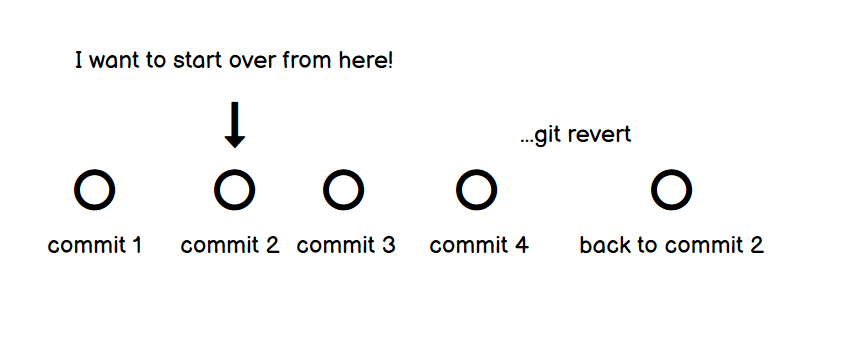 I want to start over from here!
...git revert
commit 1
commit 2
commit 3
commit 4
back to commit 2